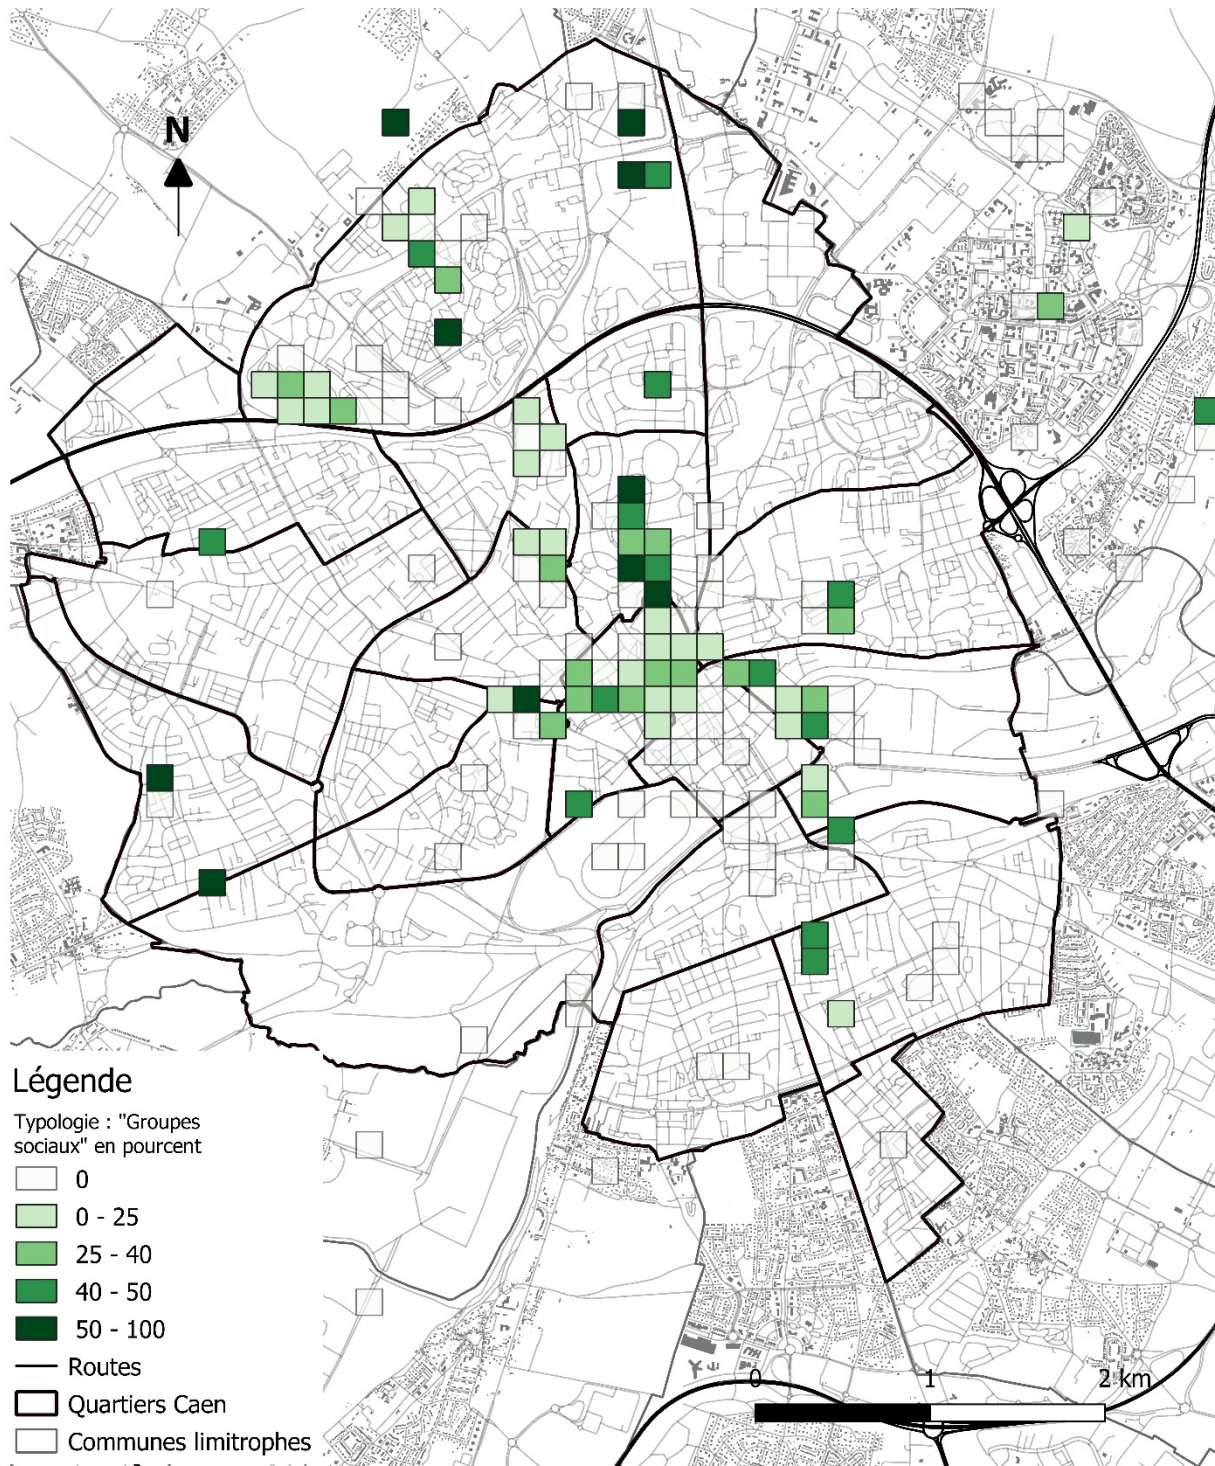 N
Légende
Typologie : "Groupes
sociaux" en pourcent
0
0 - 25
25 - 40
40 - 50
50 - 100
Routes
Quartiers Caen
Communes limitrophes
0 1 2 km